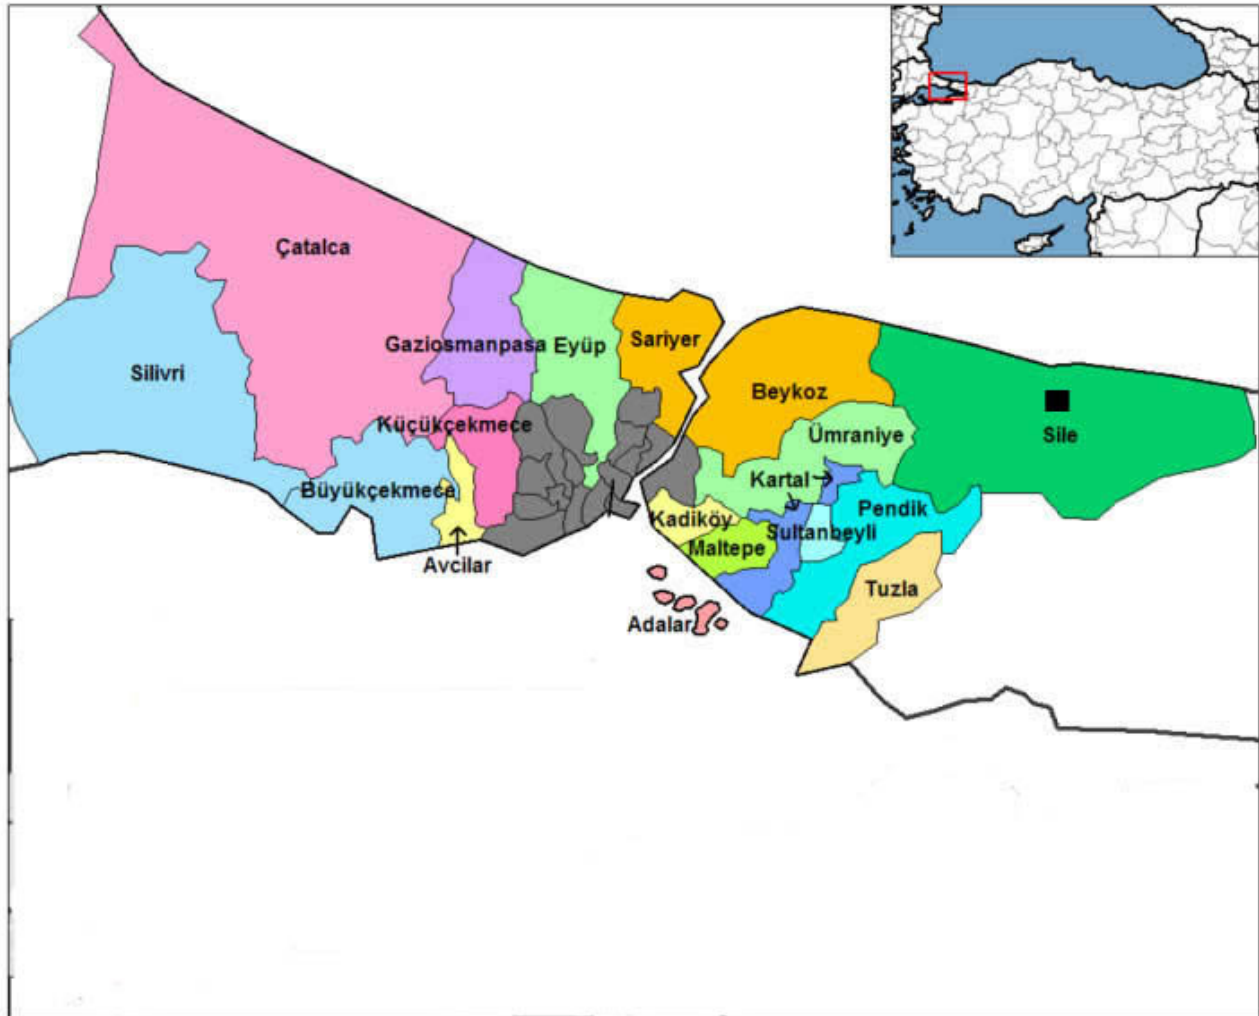 Çatalca
Gaziosmanpasa
Eyüp
Sariyer
Silivri
Beykoz
Küçükçekmece
Ümraniye
Sile
Büyükçekmece
Kartal
Pendik
Kadiköy
Sultanbeyli
Maltepe
Avcilar
Tuzla
Adalar